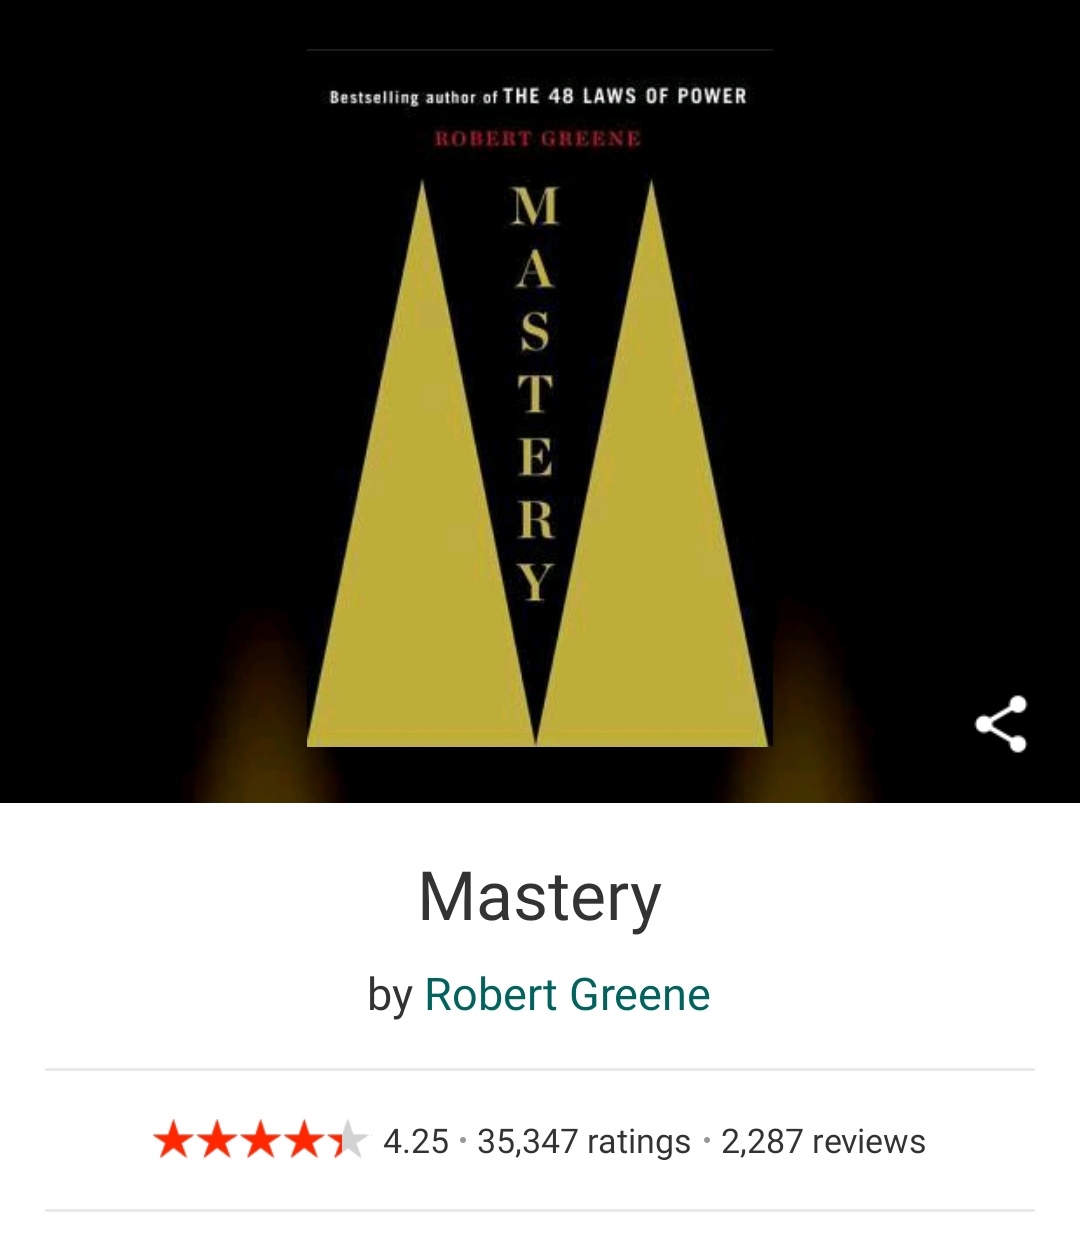 Bestselling author of THE 48 LAWS OF POWER
ROBERT GREENE
M
A
S
T
E
R
Y
Mastery
by Robert Greene
4.25 • 35,347 ratings • 2,287 reviews